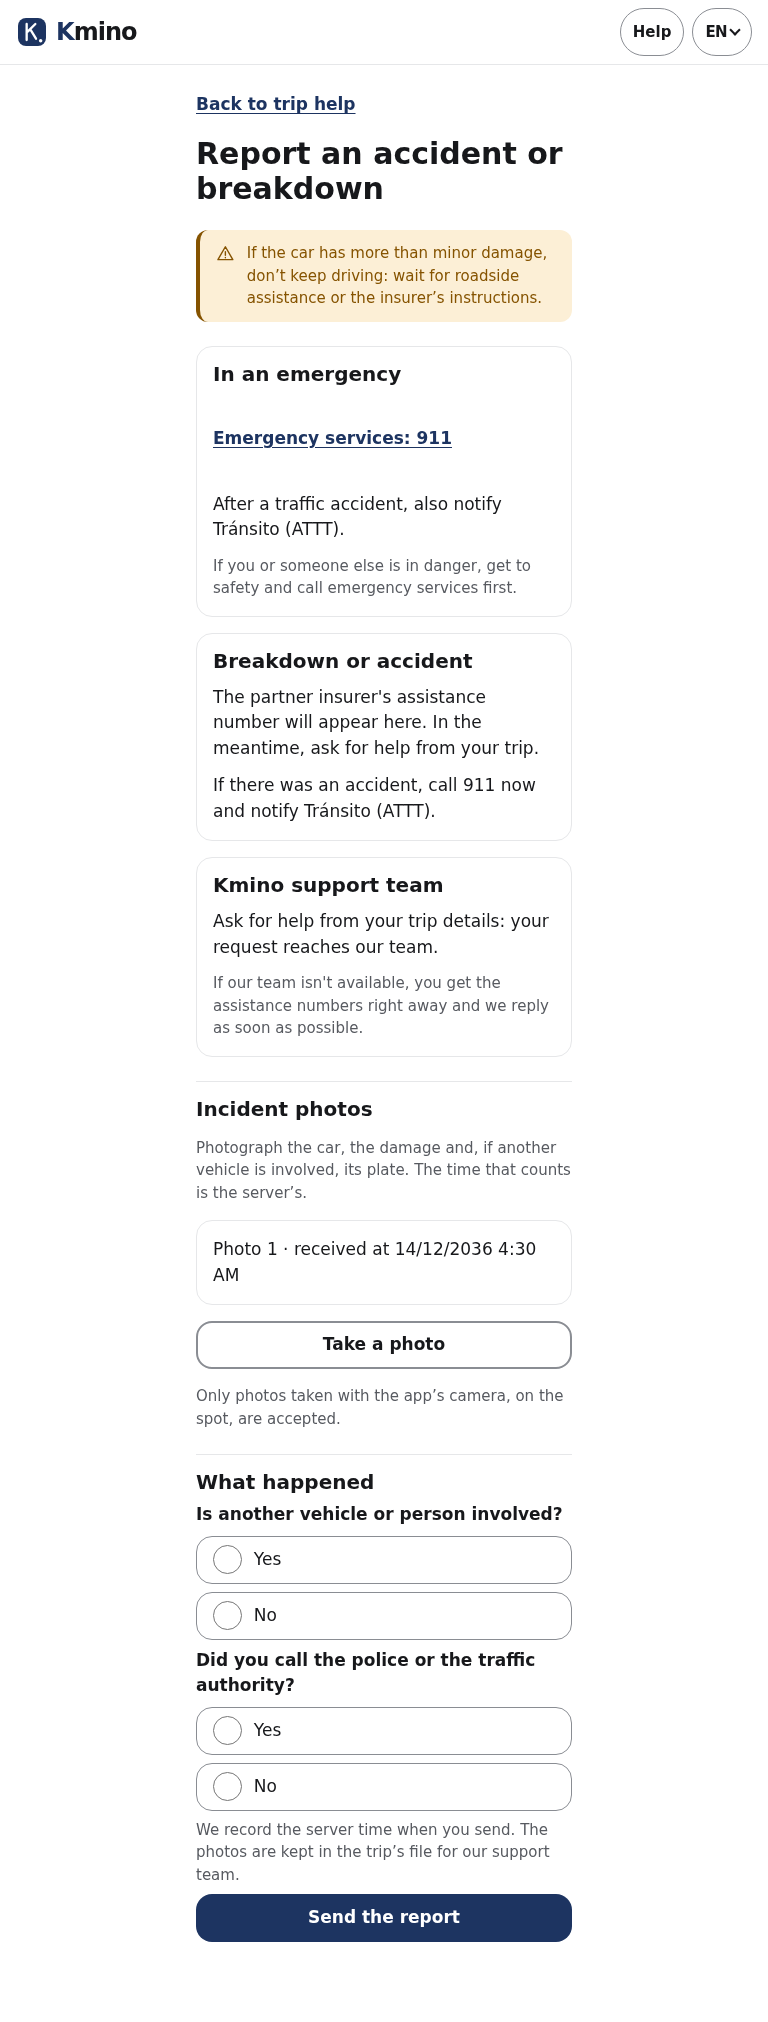 Kmino
Help
EN
Back to trip help
Report an accident or
breakdown
If the car has more than minor damage,
don’t keep driving: wait for roadside
assistance or the insurer’s instructions.
In an emergency
Emergency services: 911
After a traffic accident, also notify
Tránsito (ATTT).
If you or someone else is in danger, get to
safety and call emergency services first.
Breakdown or accident
The partner insurer's assistance
number will appear here. In the
meantime, ask for help from your trip.
If there was an accident, call 911 now
and notify Tránsito (ATTT).
Kmino support team
Ask for help from your trip details: your
request reaches our team.
If our team isn't available, you get the
assistance numbers right away and we reply
as soon as possible.
Incident photos
Photograph the car, the damage and, if another
vehicle is involved, its plate. The time that counts
is the server’s.
Photo 1 · received at 14/12/2036 4:30
AM
Take a photo
Only photos taken with the app’s camera, on the
spot, are accepted.
What happened
Is another vehicle or person involved?
Yes
No
Did you call the police or the traffic
authority?
Yes
No
We record the server time when you send. The
photos are kept in the trip’s file for our support
team.
Send the report